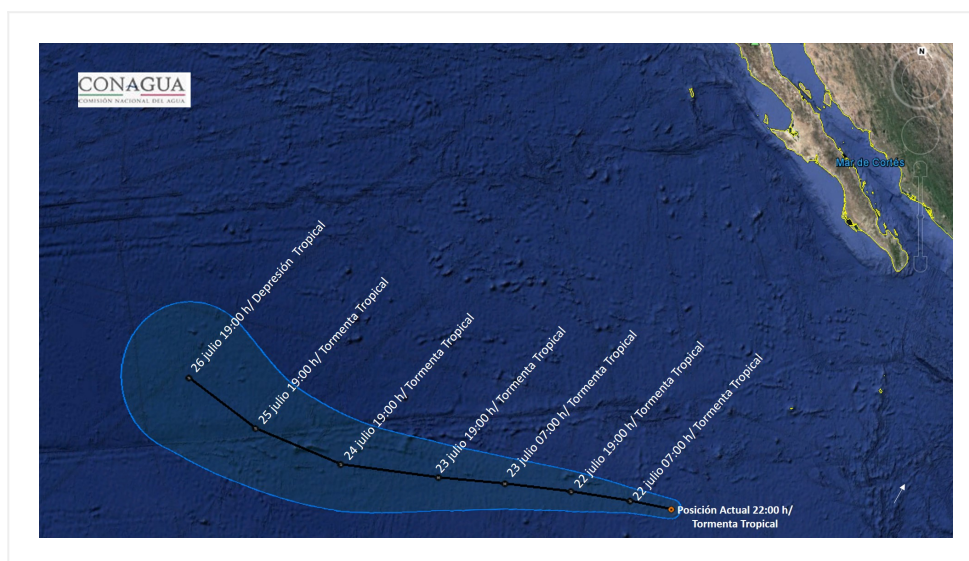 CONAGUA
COMISIÓN NACIONAL DEL AGUA
N
Mar de Cortés
26 julio 19:00 h/ Depresión Tropical
25 julio 19:00 h/ Tormenta Tropical
24 julio 19:00 h/ Tormenta Tropical
23 julio 19:00 h/ Tormenta Tropical
23 julio 07:00 h/ Tormenta Tropical
22 julio 19:00 h/ Tormenta Tropical
22 julio 07:00 h/ Tormenta Tropical
Posición Actual 22:00 h/
Tormenta Tropical